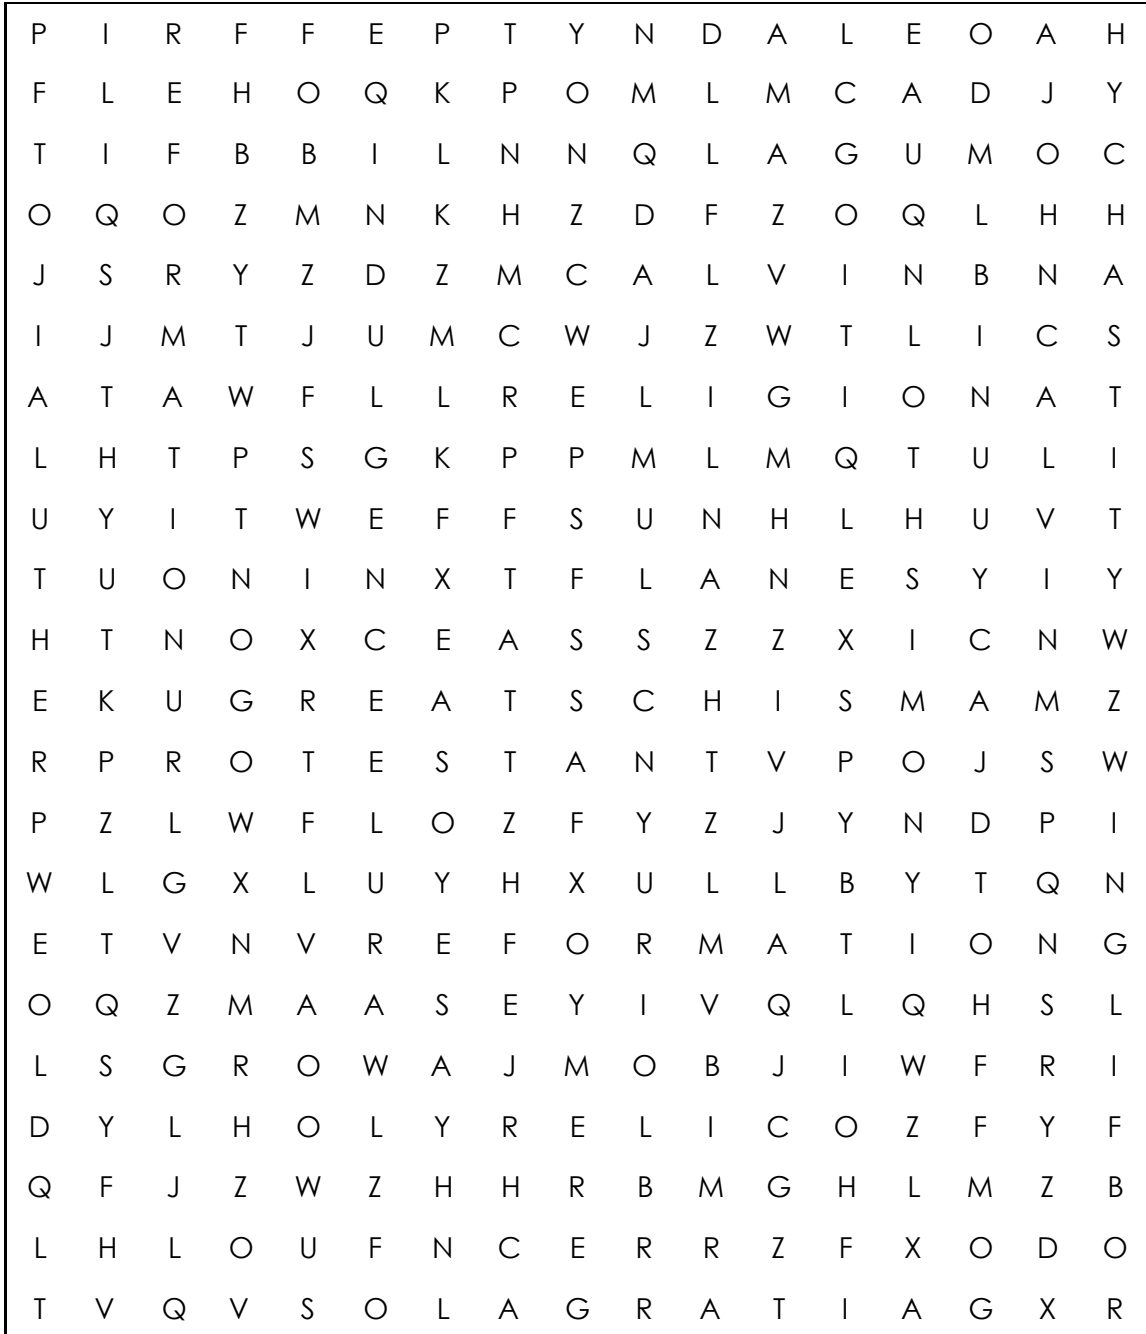 P I R F F E P T Y N D A L E O A H
F L E H O Q K P O M L M C A D J Y
T I F B B I L N N Q L A G U M O C
O Q O Z M N K H Z D F Z O Q L H H
J S R Y Z D Z M C A L V I N B N A
I J M T J U M C W J Z W T L I C S
A T A W F L L R E L I G I O N A T
L H T P S G K P P M L M Q T U L I
U Y I T W E F F S U N H L H U V T
T U O N I N X T F L A N E S Y I Y
H T N O X C E A S S Z Z X I C N W
E K U G R E A T S C H I S M A M Z
R P R O T E S T A N T V P O J S W
P Z L W F L O Z F Y Z J Y N D P I
W L G X L U Y H X U L L B Y T Q N
E T V N V R E F O R M A T I O N G
O Q Z M A A S E Y I V Q L Q H S L
L S G R O W A J M O B J I W F R I
D Y L H O L Y R E L I C O Z F Y F
Q F J Z W Z H H R B M G H L M Z B
L H L O U F N C E R R Z F X O D O
T V Q V S O L A G R A T I A G X R